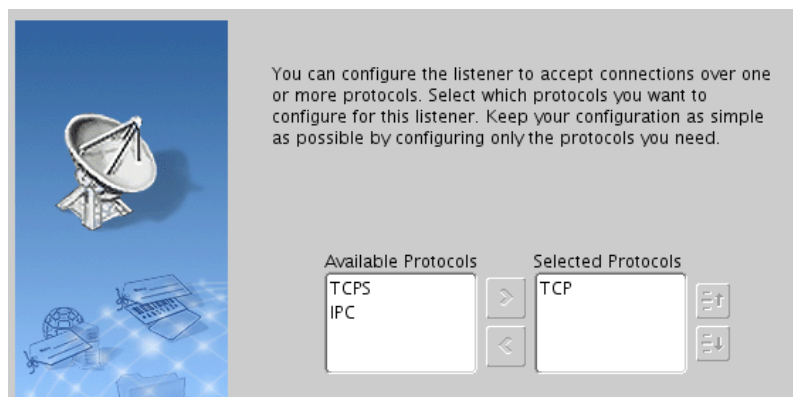 You can configure the listener to accept connections over one
or more protocols. Select which protocols you want to
configure for this listener. Keep your configuration as simple
as possible by configuring only the protocols you need.
Available Protocols
Selected Protocols
TCPS
IPC
TCP